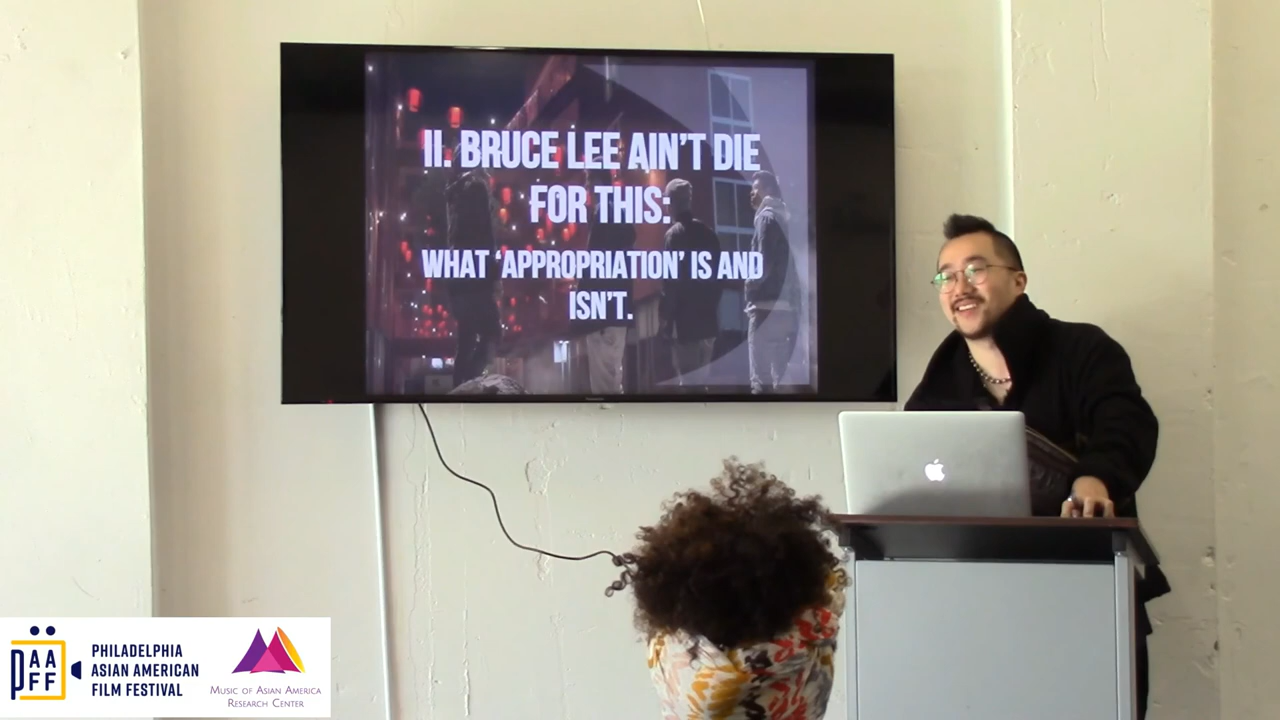 II. BRUCE LEE AIN'T DIE
FOR THIS:
WHAT ‘APPROPRIATION’ IS AND
ISN'T.
PAAFF
PHILADELPHIA
ASIAN AMERICAN
FILM FESTIVAL
MUSIC OF ASIAN AMERICA
RESEARCH CENTER